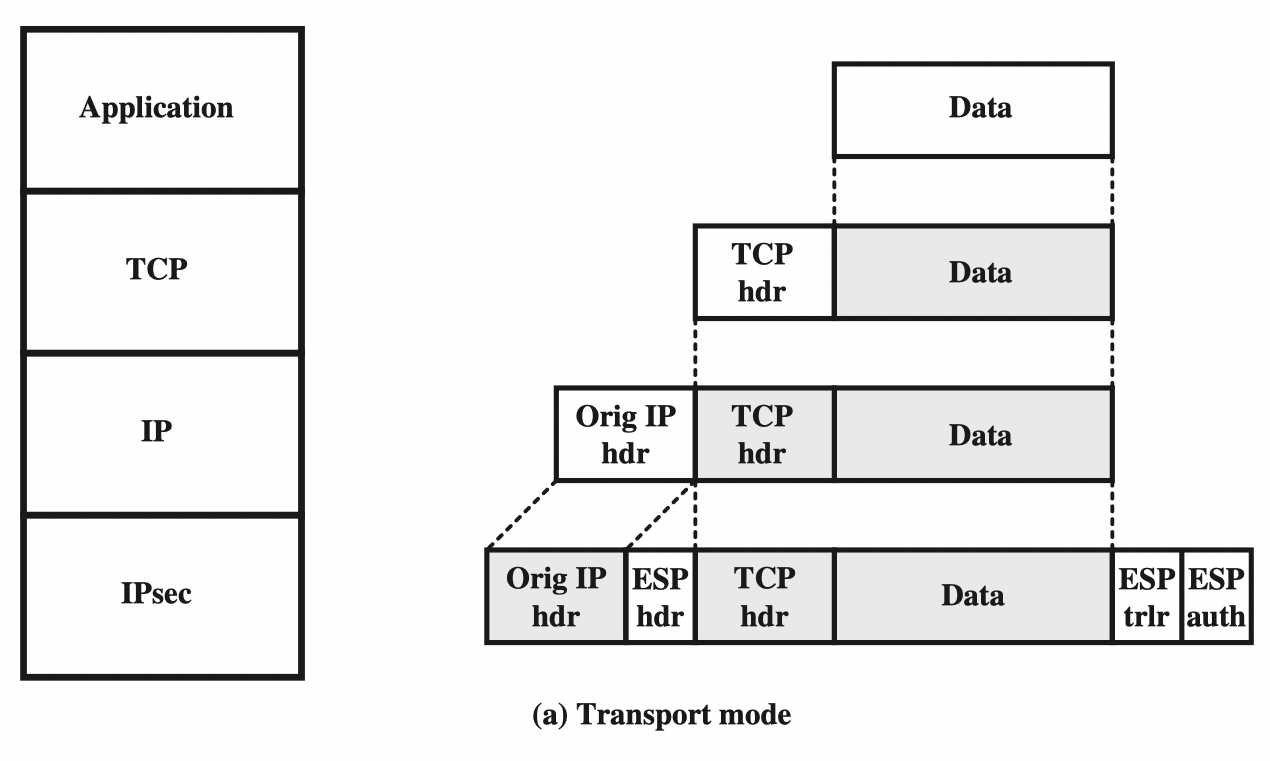 Application
TCP
IP
IPsec
Data
TCP
hdr
Data
Orig IP
hdr
TCP
hdr
Data
Orig IP
hdr
ESP
hdr
TCP
hdr
Data
ESP
trlr
ESP
auth
(a) Transport mode